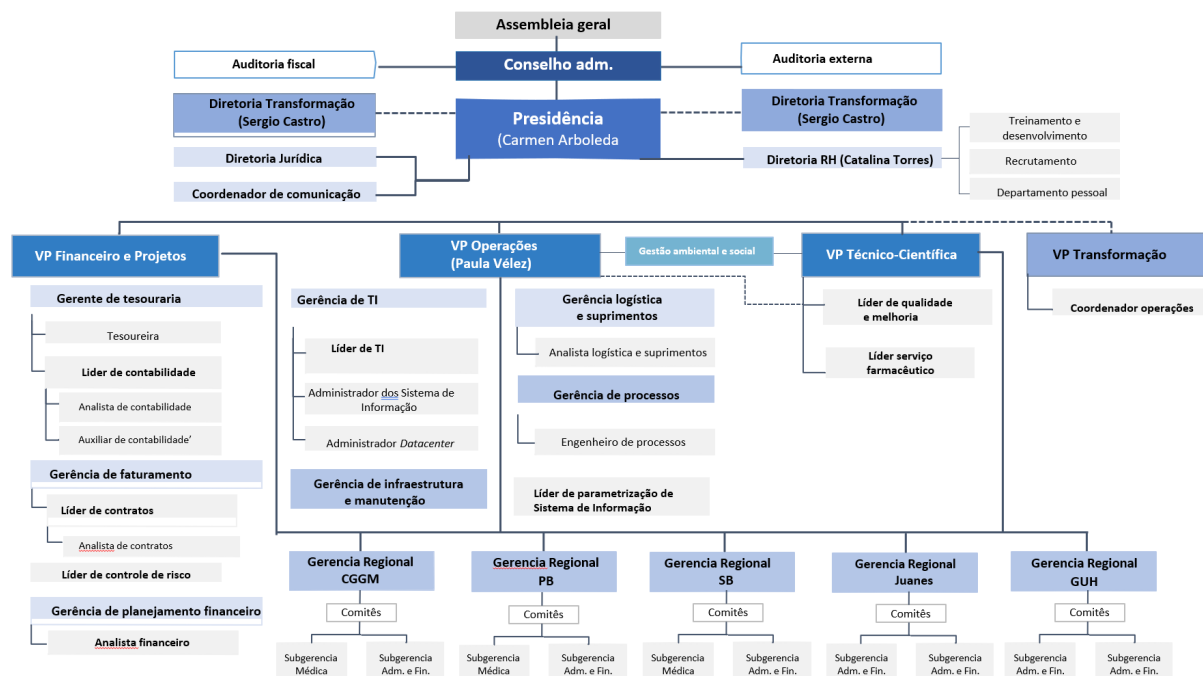 Assembleia geral
Auditoria fiscal
Conselho adm.
Auditoria externa
Diretoria Transformação
(Sergio Castro)
Presidência
(Carmen Arboleda
Diretoria Transformação
(Sergio Castro)
Treinamento e
desenvolvimento
Diretoria Jurídica
Diretoria RH (Catalina Torres)
Recrutamento
Coordenador de comunicação
Departamento pessoal
VP Financeiro e Projetos
VP Operações
(Paula Vélez)
Gestão ambiental e social
VP Técnico-Científica
VP Transformação
Gerente de tesouraria
Tesoureira
Lider de contabilidade
Analista de contabilidade
Auxiliar de contabilidade’
Gerência de faturamento
Líder de contratos
Analista de contratos
Líder de controle de risco
Gerência de planejamento financeiro
Analista financeiro
Gerência de TI
Líder de TI
Administrador dos Sistema de
Informação
Administrador Datacenter
Gerência de infraestrutura
e manutenção
Gerência logística
e suprimentos
Analista logística e suprimentos
Gerência de processos
Engenheiro de processos
Líder de parametrização de
Sistema de Informação
Líder de qualidade
e melhoria
Líder serviço
farmacêutico
Coordenador operações
Gerencia Regional
CGGM
Comitês
Subgerencia
Médica
Subgerencia
Adm. e Fin.
Gerencia Regional
PB
Comitês
Subgerencia
Médica
Subgerencia
Adm. e Fin.
Gerencia Regional
SB
Comitês
Subgerencia
Médica
Subgerencia
Adm. e Fin.
Gerencia Regional
Juanes
Comitês
Subgerencia
Adm. e Fin.
Subgerencia
Adm. e Fin.
Gerencia Regional
GUH
Comitês
Subgerencia
Adm. e Fin.
Subgerencia
Adm. e Fin.